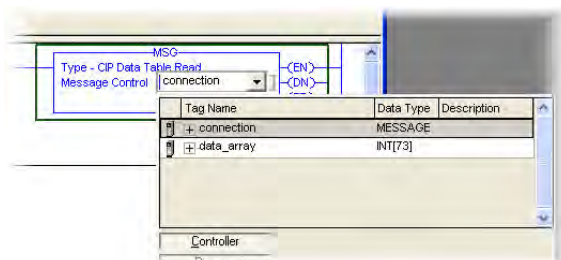 MSG
Type - CIP Data Table Read
Message Control connection
(EN)
(DN)
Tag Name Data Type Description
connection MESSAGE
data_array INT[73]
Controller